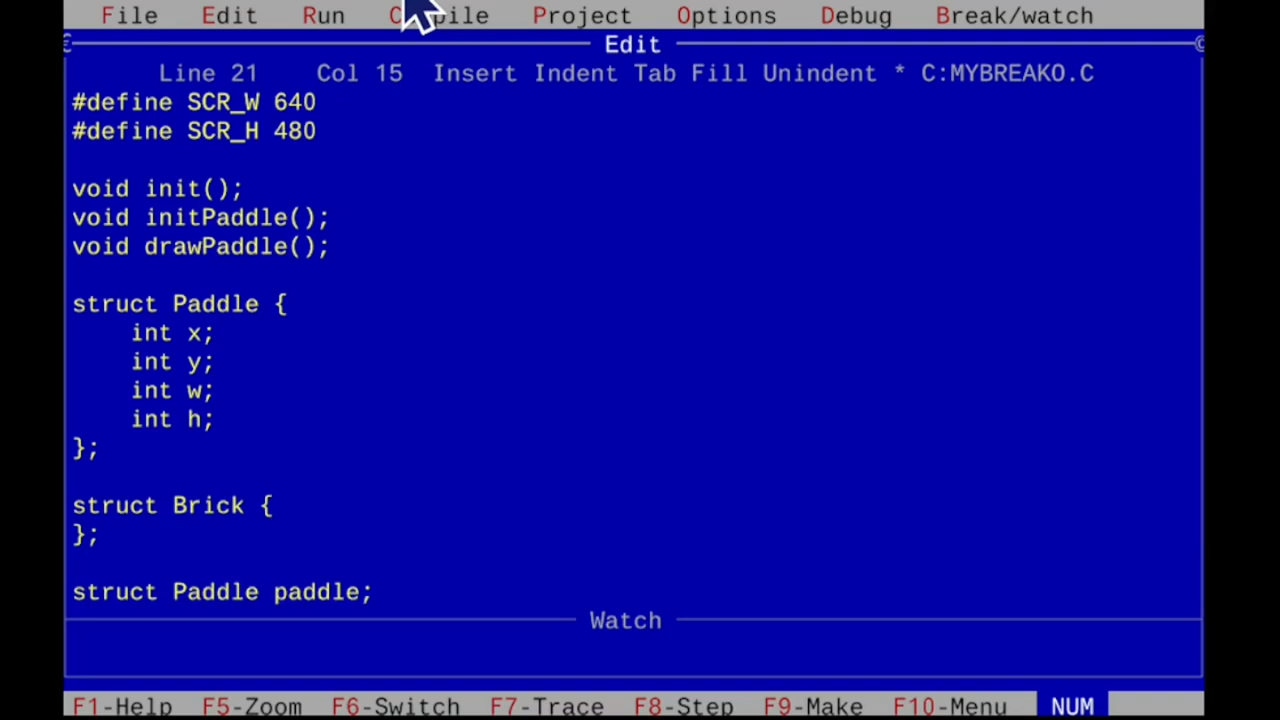 File Edit Run Compile Project Options Debug Break/watch
Edit
Line 21 Col 15 Insert Indent Tab Fill Unindent * C:MYBREAKO.C
#define SCR_W 640
#define SCR_H 480
void init();
void initPaddle();
void drawPaddle();
struct Paddle {
int x;
int y;
int w;
int h;
};
struct Brick {
};
struct Paddle paddle;
Watch
F1-Help F5-Zoom F6-Switch F7-Trace F8-Step F9-Make F10-Menu NUM